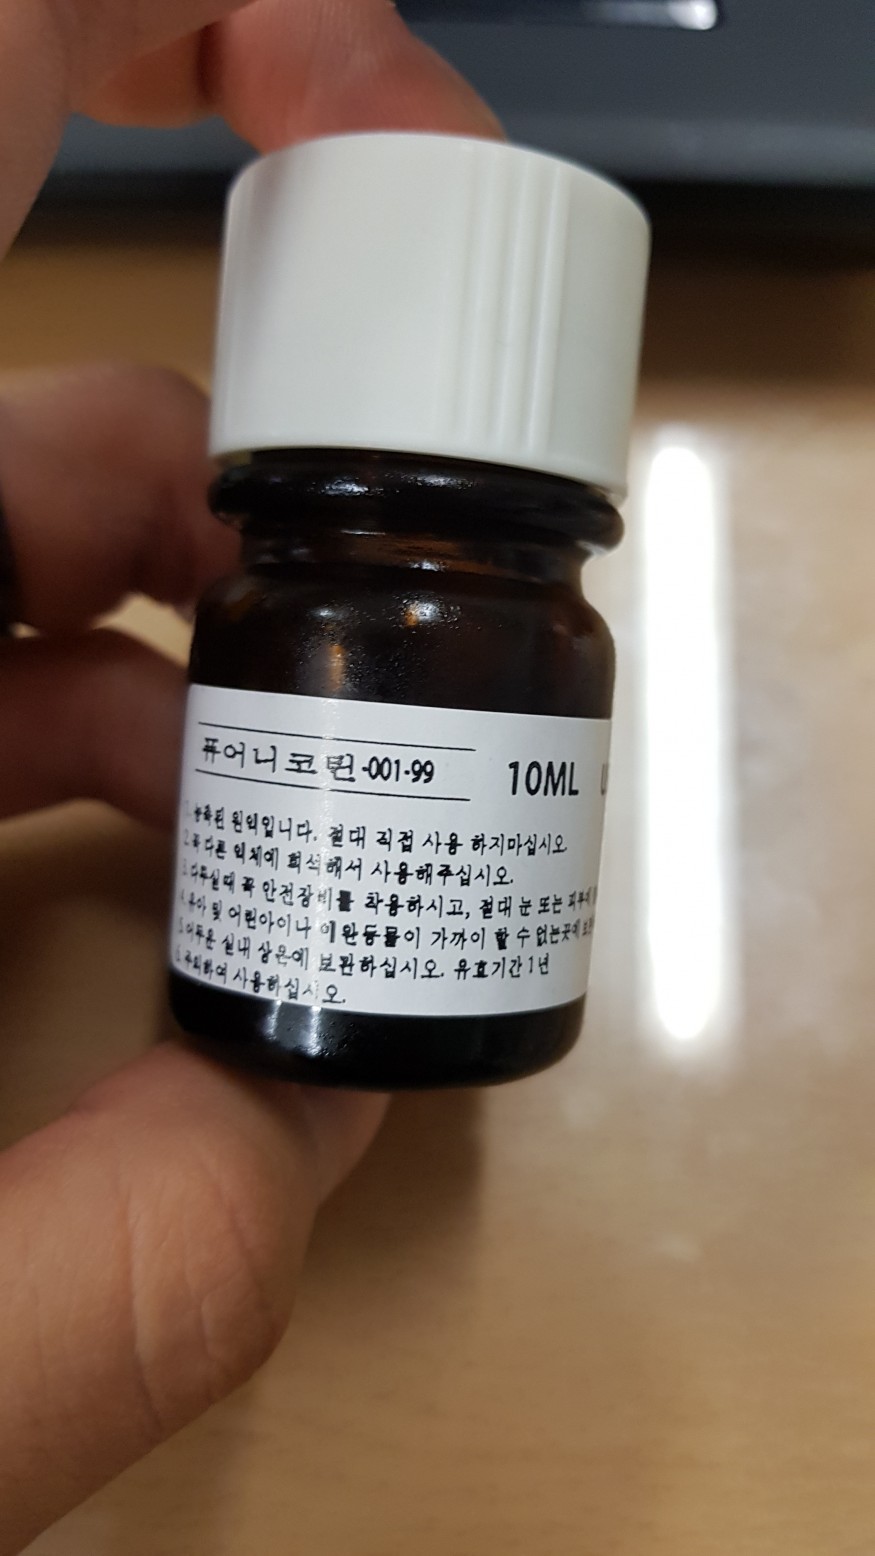 퓨어니코틴-001-99
10ML
1. 농축된 원액입니다. 절대 직접 사용 하지마십시오.
2. 꼭 다른 액체에 희석해서 사용해주십시오.
3. 다루실때 꼭 안전장비를 착용하시고, 절대 눈 또는 피부에
4. 유아 및 어린아이나 애완동물이 가까이 할 수 없는곳에
5. 어두운 실내 상온에 보관하십시오. 유효기간 1년
6. 주의하여 사용하십시오.